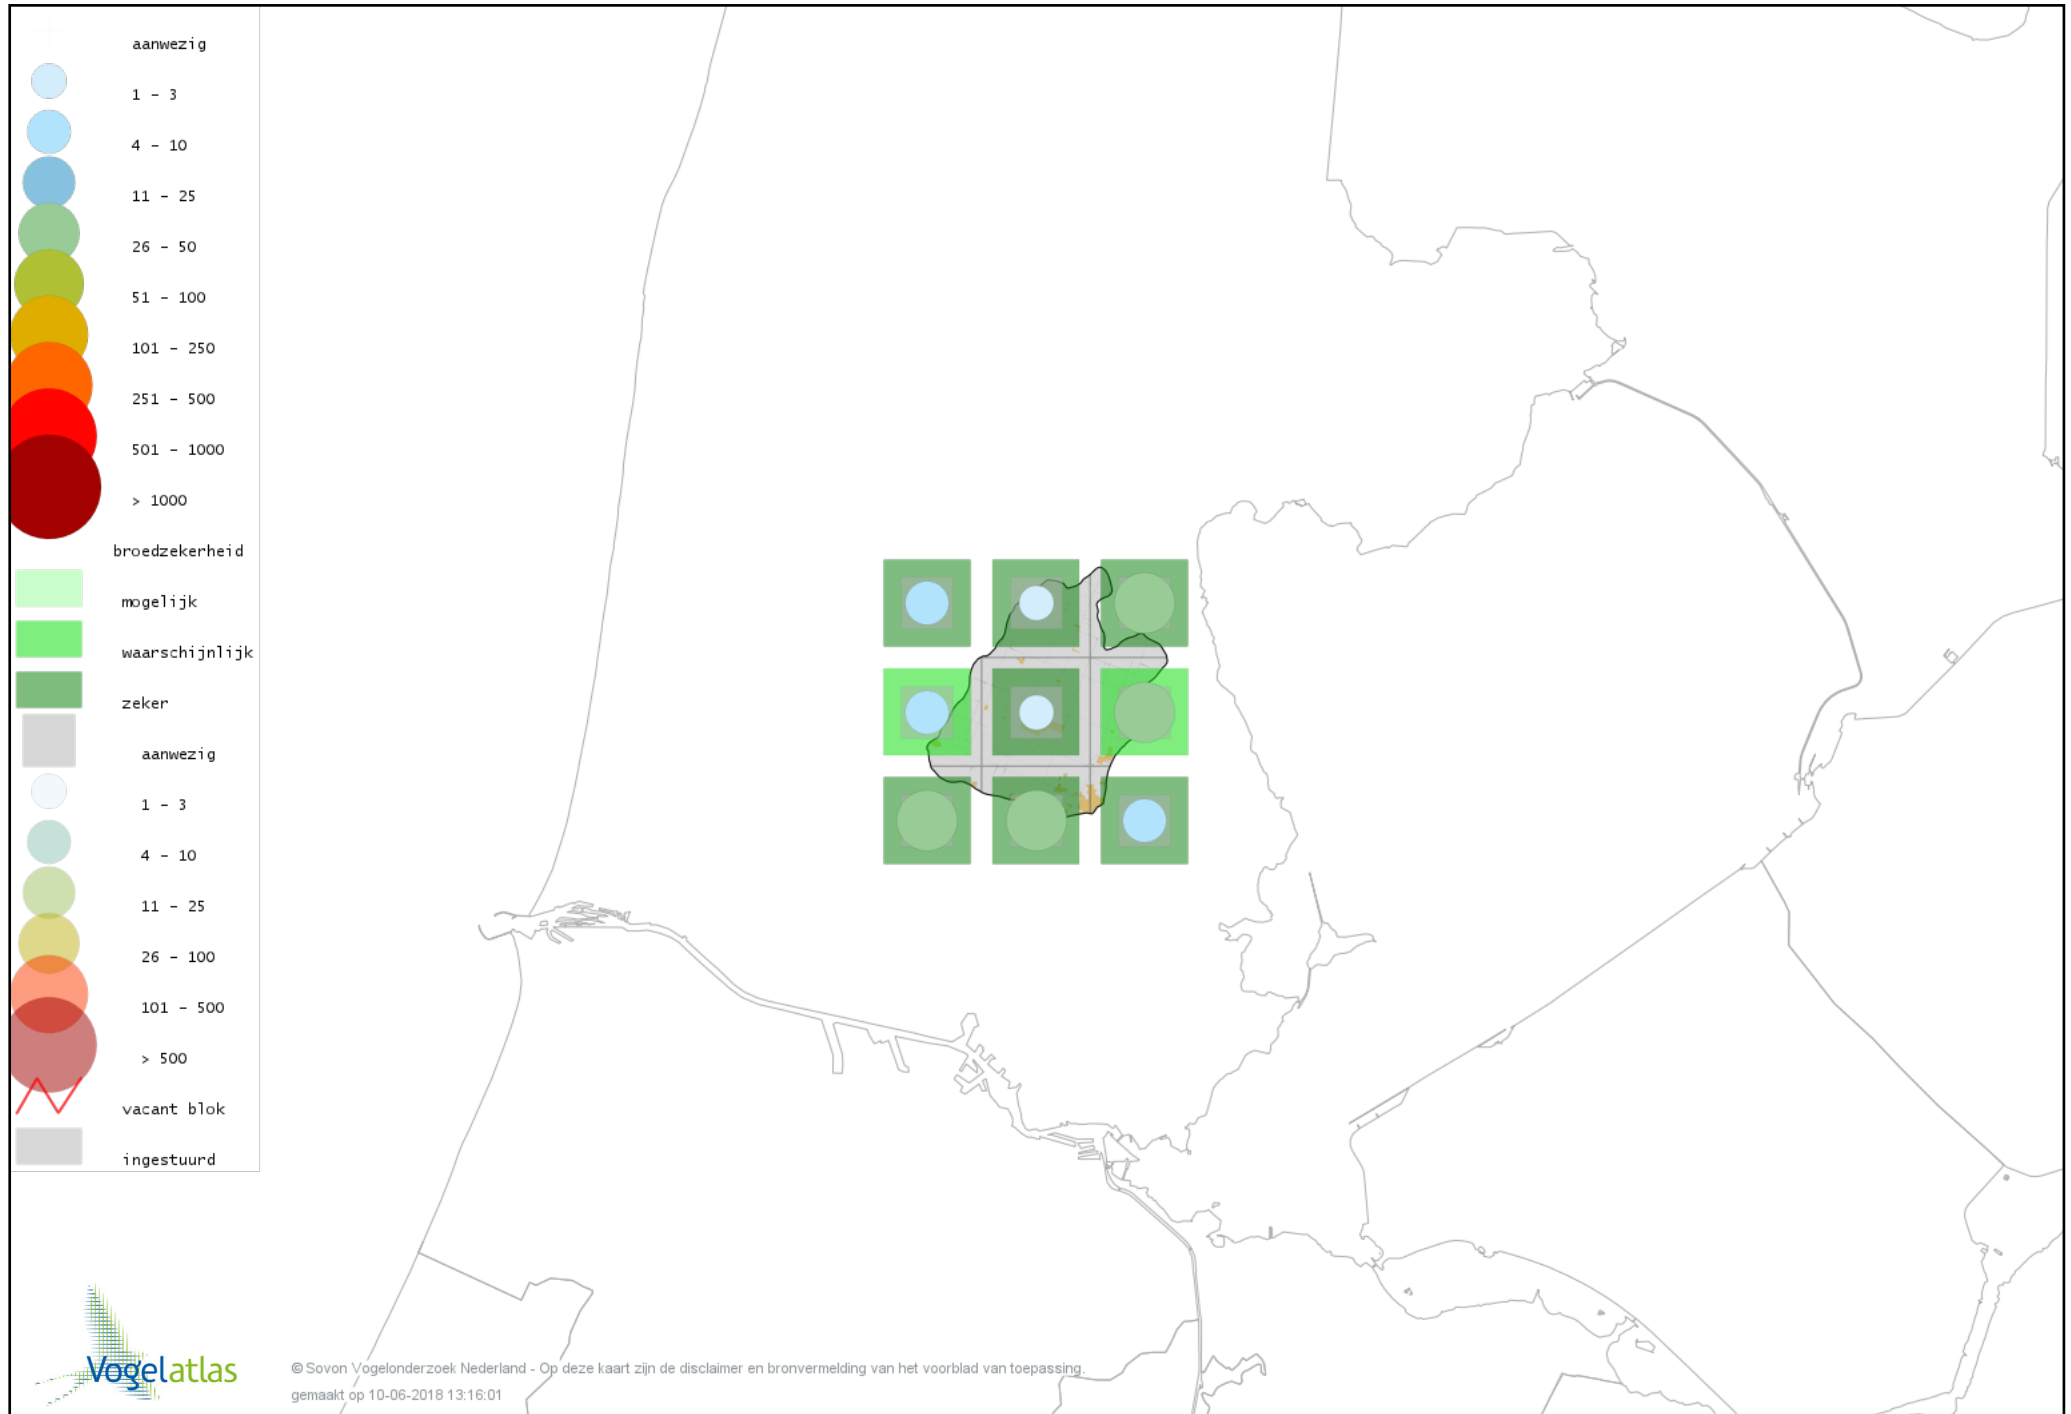 aanwezig
1 - 3
4 - 10
11 - 25
26 - 50
51 - 100
101 - 250
251 - 500
501 - 1000
> 1000
broedzekerheid
mogelijk
waarschijnlijk
zeker
aanwezig
1 - 3
4 - 10
11 - 25
26 - 100
101 - 500
> 500
vacant blok
ingestuurd
Vogelatlas
© Sovon Vogelonderzoek Nederland - Op deze kaart zijn de disclaimer en bronvermelding van het voorblad van toepassing.
gemaakt op 10-06-2018 13:16:01